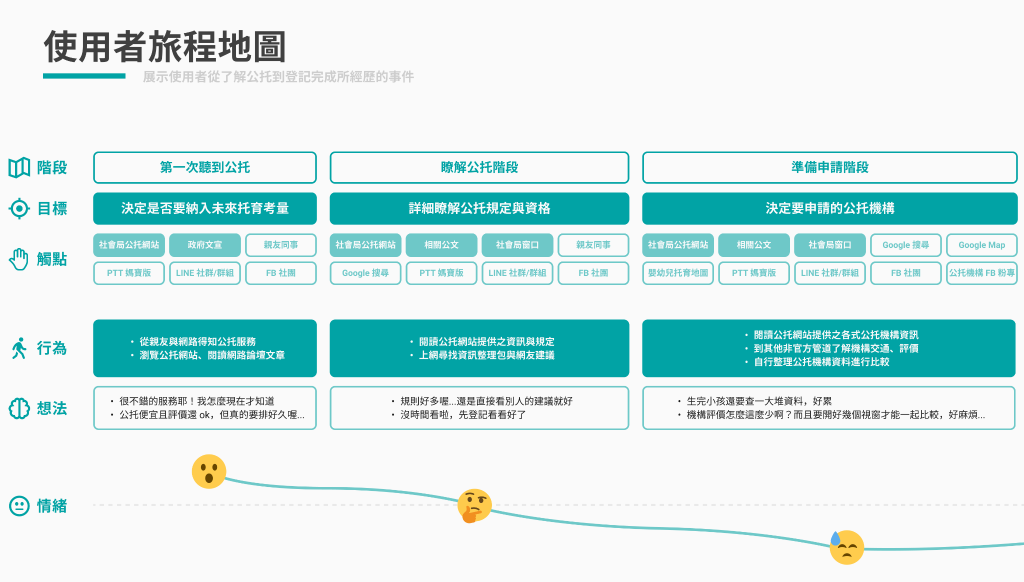 使用者旅程地圖
展示使用者從了解公托到登記完成所經歷的事件
階段
第一次聽到公托
瞭解公托階段
準備申請階段
目標
決定是否要納入未來托育考量
詳細瞭解公托規定與資格
決定要申請的公托機構
觸點
社會局公托網站 政府文宣 親友同事
PTT 媽寶版 LINE 社群/群組 FB 社團
社會局公托網站 相關公文 社會局窗口 親友同事
Google 搜尋 PTT 媽寶版 LINE 社群/群組 FB 社團
社會局公托網站 相關公文 社會局窗口 Google 搜尋 Google Map
嬰幼兒托育地圖 PTT 媽寶版 LINE 社群/群組 FB 社團 公托機構 FB 粉專
行為
• 從親友與網路得知公托服務
• 瀏覽公托網站、閱讀網路論壇文章
• 閱讀公托網站提供之資訊與規定
• 上網尋找資訊整理包與網友建議
• 閱讀公托網站提供之各式公托機構資訊
• 到其他非官方管道了解機構交通、評價
• 自行整理公托機構資料進行比較
想法
• 很不錯的服務耶！我怎麼現在才知道
• 公托便宜且評價還 ok，但真的要排好久喔...
• 規則好多喔...還是直接看別人的建議就好
• 沒時間看啦，先登記看看好了
• 生完小孩還要查一大堆資料，好累
• 機構評價怎麼這麼少啊？而且要開好幾個視窗才能一起比較，好麻煩...
情緒